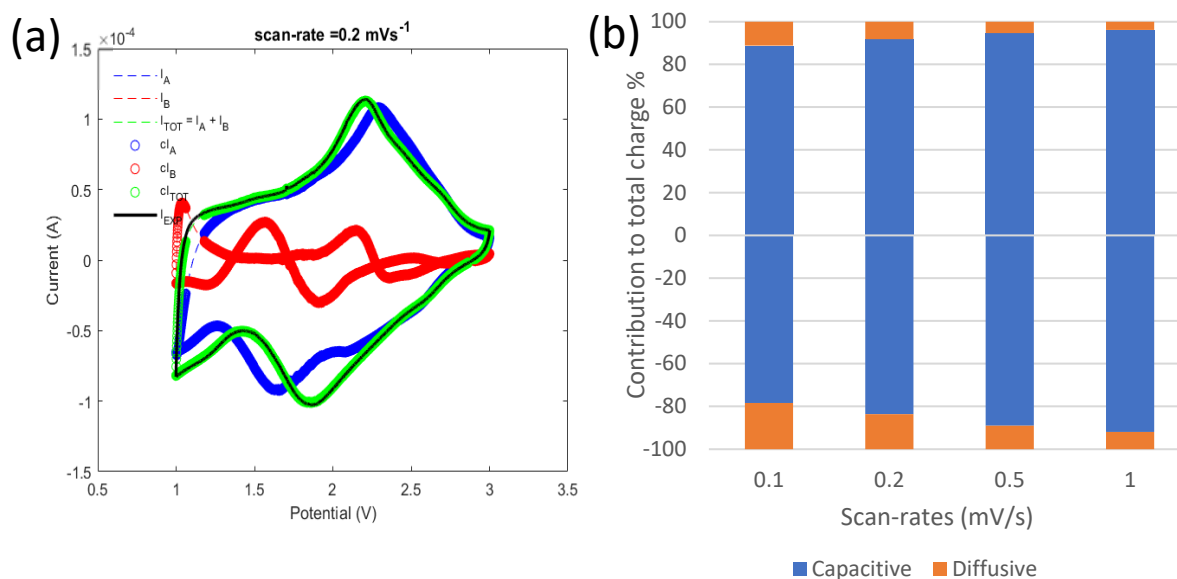 (a)
×10⁻⁴
scan-rate =0.2 mVs⁻¹
1.5
1
0.5
0
-0.5
-1
-1.5
Current (A)
I_A
I_B
I_TOT = I_A + I_B
cI_A
cI_B
cI_TOT
I_EXP
0.5 1 1.5 2 2.5 3 3.5
Potential (V)
(b)
Contribution to total charge %
100
80
60
40
20
0
-20
-40
-60
-80
-100
0.1 0.2 0.5 1
Scan-rates (mV/s)
Capacitive Diffusive